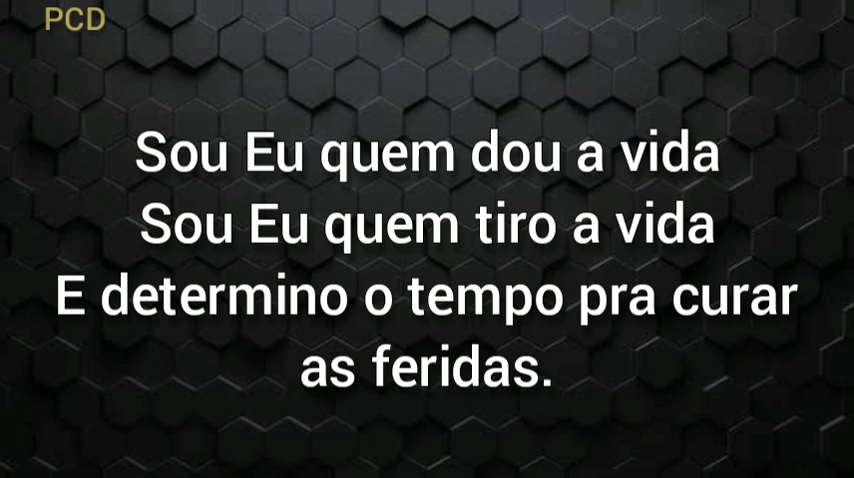 PCD
Sou Eu quem dou a vida
Sou Eu quem tiro a vida
E determino o tempo pra curar
as feridas.